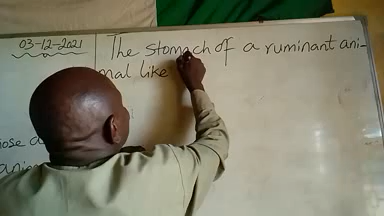 03-12-2021
The stomach of a ruminant ani-
mal like